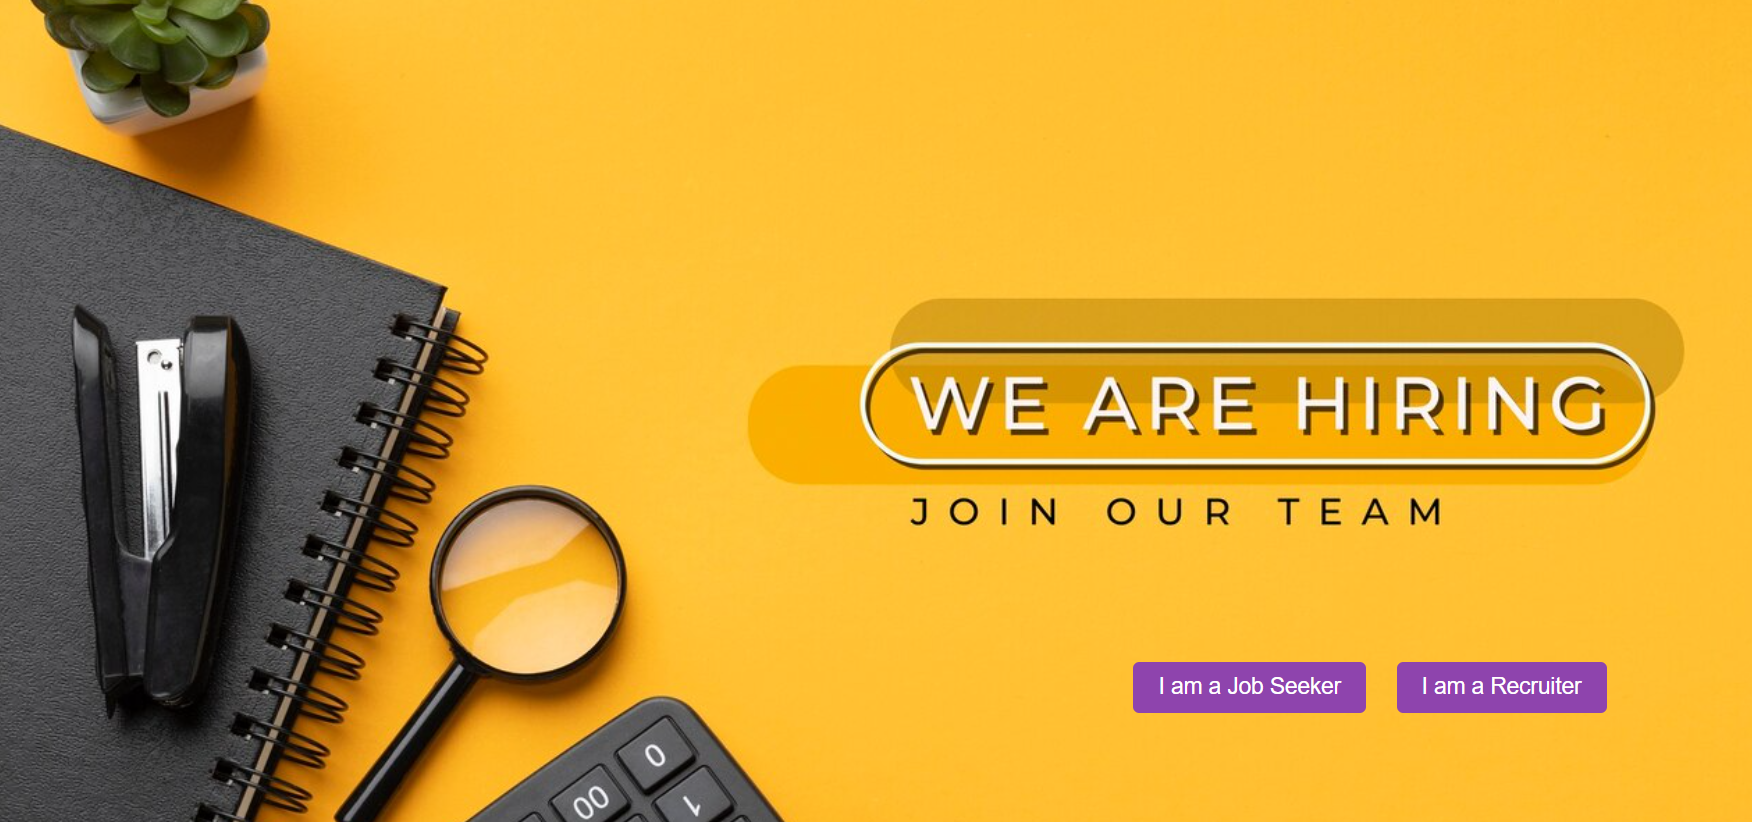 WE ARE HIRING
JOIN OUR TEAM
I am a Job Seeker
I am a Recruiter
0
00
1